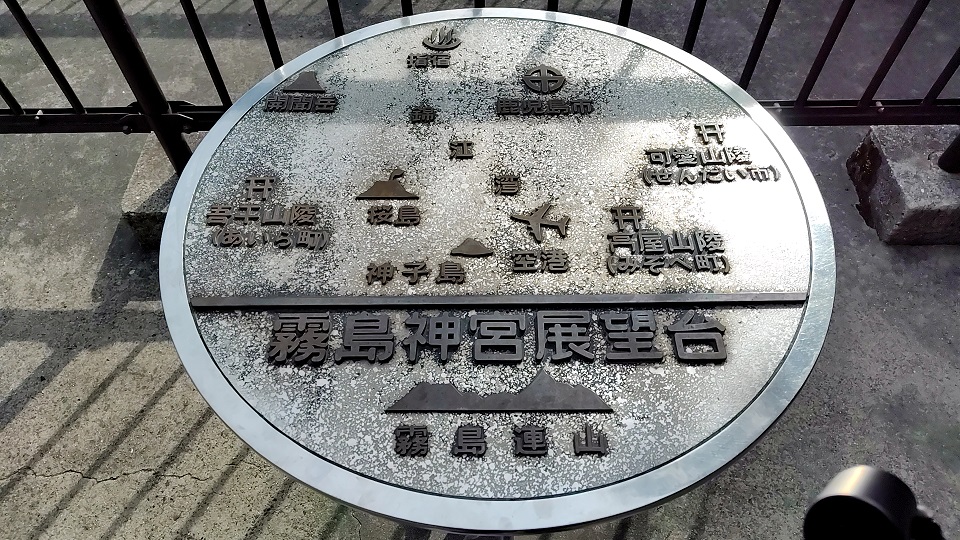 指宿
開聞岳
鹿児島市
錦
江
湾
可愛山陵
(せんだい市)
吾平山陵
(あいら町)
桜島
高屋山陵
(みぞべ町)
神子島
空港
霧島神宮展望台
霧島連山